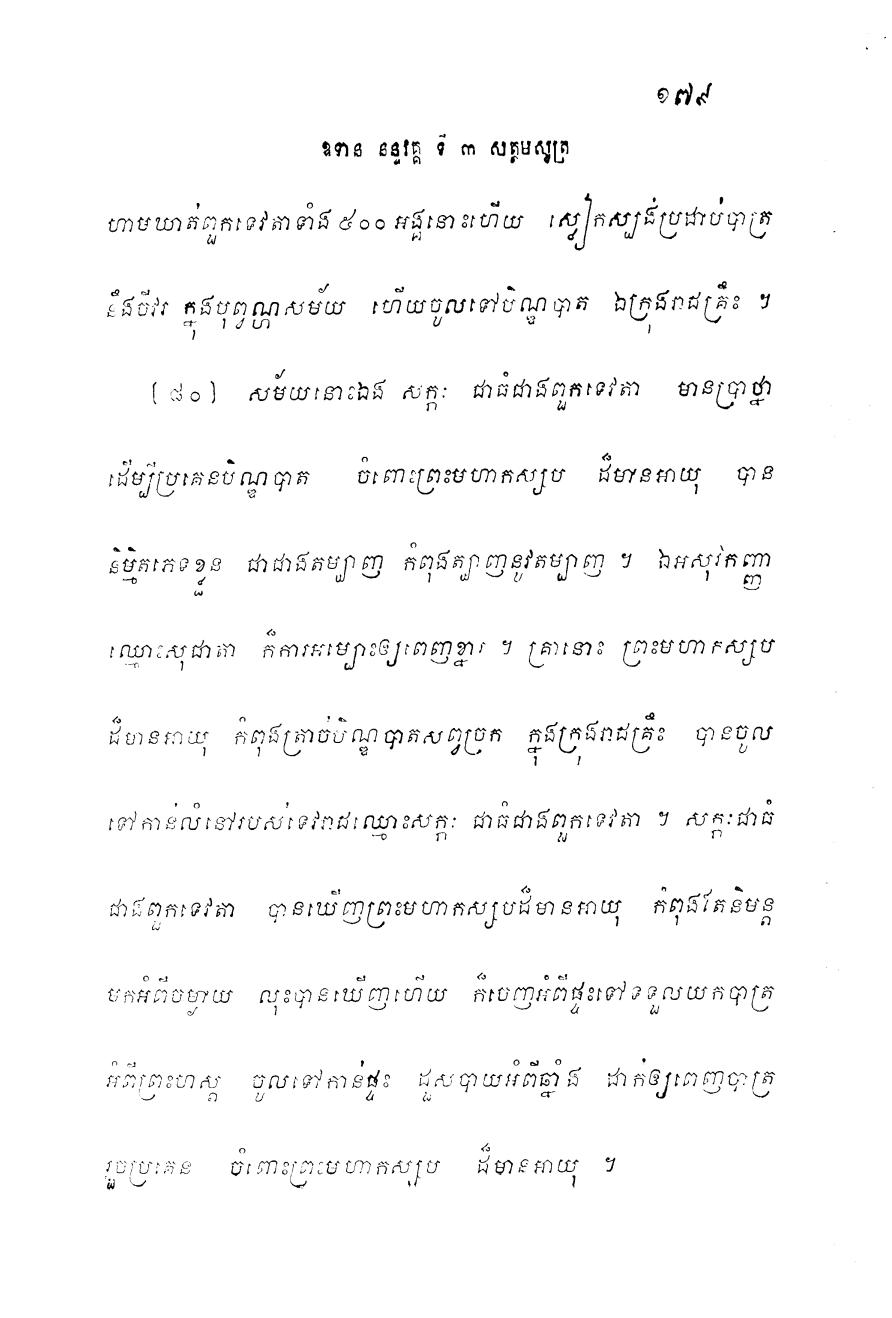 ១៧៩
ឧទាន នន្ទវគ្គ ទី ៣ សត្តមសូត្រ
ហាមឃាត់ពួកទេវតាទាំង ៥០០ អង្គនោះហើយ ស្លៀកស្បង់ប្រដាប់បាត្រ
នឹងចីវរ ក្នុងបុព្វណ្ហសម័យ ហើយចូលទៅបិណ្ឌបាត ឯក្រុងរាជគ្រឹះ ។
(៨០) សម័យនោះឯង សក្កៈ ជាធំជាងពួកទេវតា មានប្រាថ្នា
ដើម្បីប្រគេនបិណ្ឌបាត ចំពោះព្រះមហាកស្សប ដ៏មានអាយុ បាន
និម្មិតភេទខ្លួន ជាជាងតម្បាញ កំពុងត្បាញនូវតម្បាញ ។ ឯអសុរកញ្ញា
ឈ្មោះសុជាតា ក៏ការអម្បោះឲ្យពេញខ្នារ ។ គ្រានោះ ព្រះមហាកស្សប
ដ៏មានអាយុ កំពុងត្រាច់បិណ្ឌបាតសព្វច្រក ក្នុងក្រុងរាជគ្រឹះ បានចូល
ទៅកាន់លំនៅរបស់ទេវរាជឈ្មោះសក្កៈ ជាធំជាងពួកទេវតា ។ សក្កៈជាធំ
ជាងពួកទេវតា បានឃើញព្រះមហាកស្សបដ៏មានអាយុ កំពុងតែនិមន្ត
មកអំពីចម្ងាយ លុះបានឃើញហើយ ក៏ចេញអំពីផ្ទះទៅទទួលយកបាត្រ
អំពីព្រះហស្ត ចូលទៅកាន់ផ្ទះ ដួសបាយអំពីឆ្នាំង ដាក់ឲ្យពេញបាត្រ
រួចប្រគេន ចំពោះព្រះមហាកស្សប ដ៏មានអាយុ ។